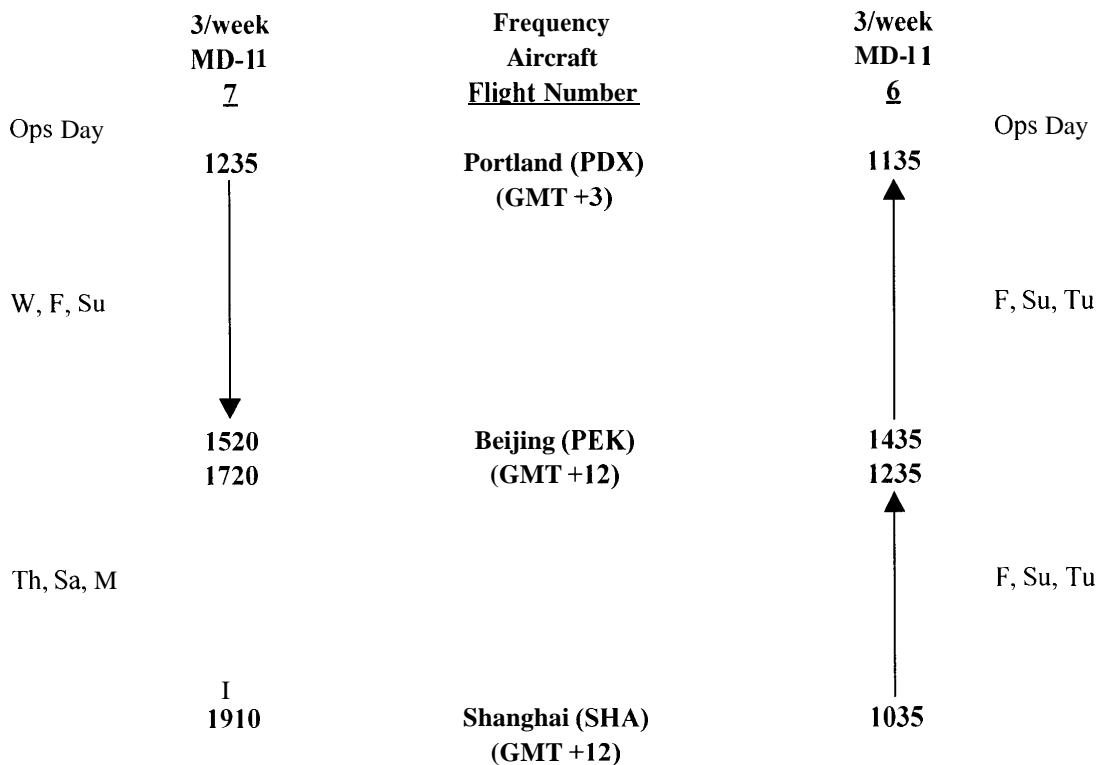 3/week Frequency 3/week
MD-11 Aircraft MD-l 1
7 Flight Number 6
Ops Day Ops Day
1235 Portland (PDX) 1135
(GMT +3)
W, F, Su F, Su, Tu
1520 Beijing (PEK) 1435
1720 (GMT +12) 1235
Th, Sa, M F, Su, Tu
I
1910 Shanghai (SHA) 1035
(GMT +12)